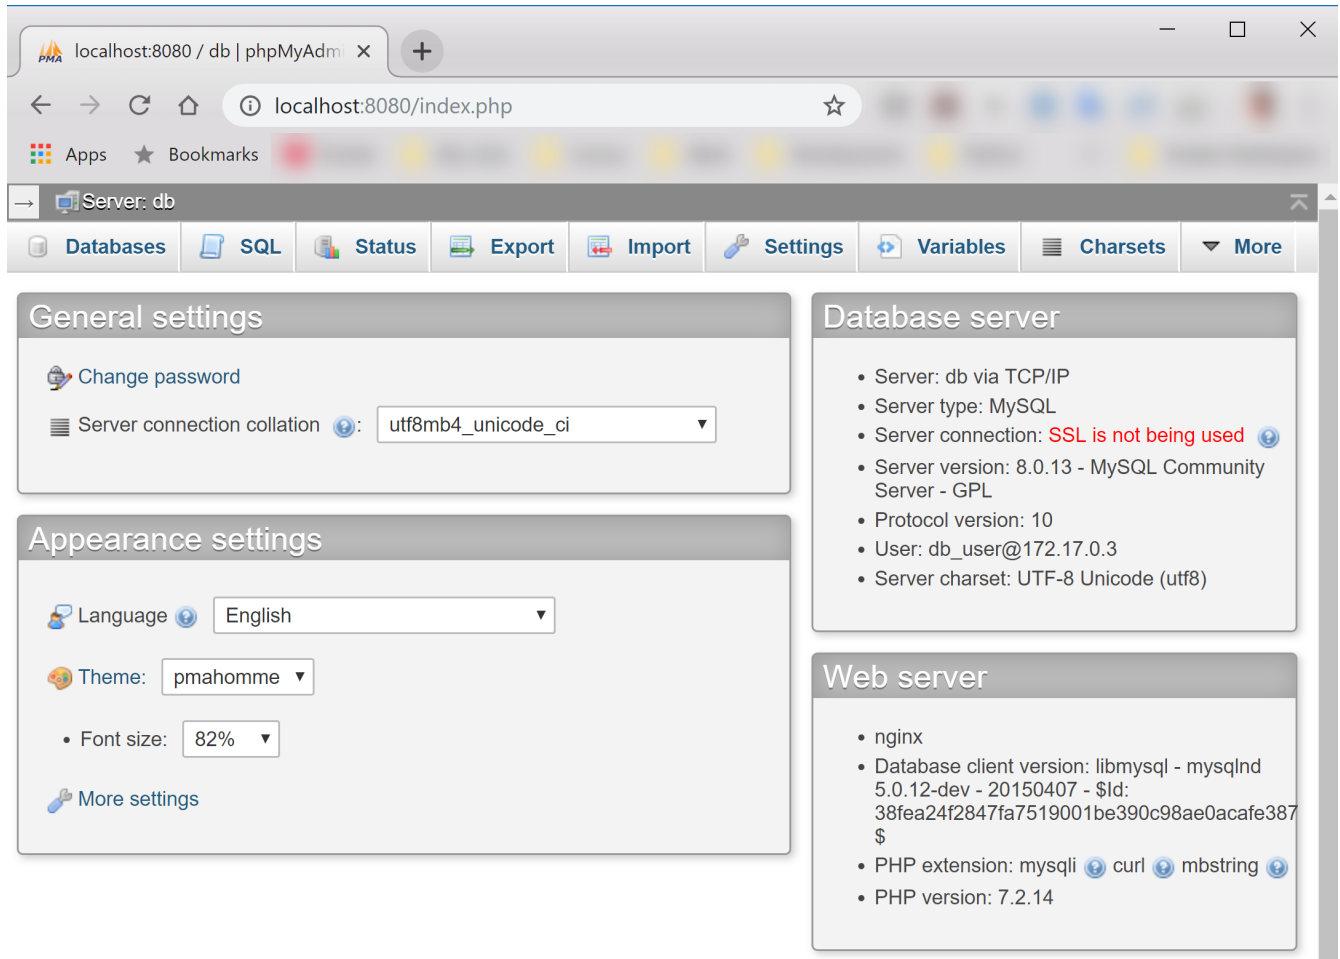 localhost:8080 / db | phpMyAdm
PMA
localhost:8080/index.php
Apps
Bookmarks
Server: db
Databases
SQL
Status
Export
Import
Settings
Variables
Charsets
More
General settings
Change password
Server connection collation :
utf8mb4_unicode_ci
Appearance settings
Language
English
Theme:
pmahomme
• Font size:
82%
More settings
Database server
• Server: db via TCP/IP
• Server type: MySQL
• Server connection: SSL is not being used
• Server version: 8.0.13 - MySQL Community
Server - GPL
• Protocol version: 10
• User: db_user@172.17.0.3
• Server charset: UTF-8 Unicode (utf8)
Web server
• nginx
• Database client version: libmysql - mysqlnd
5.0.12-dev - 20150407 - $Id:
38fea24f2847fa7519001be390c98ae0acafe387
$
• PHP extension: mysqli curl mbstring
• PHP version: 7.2.14